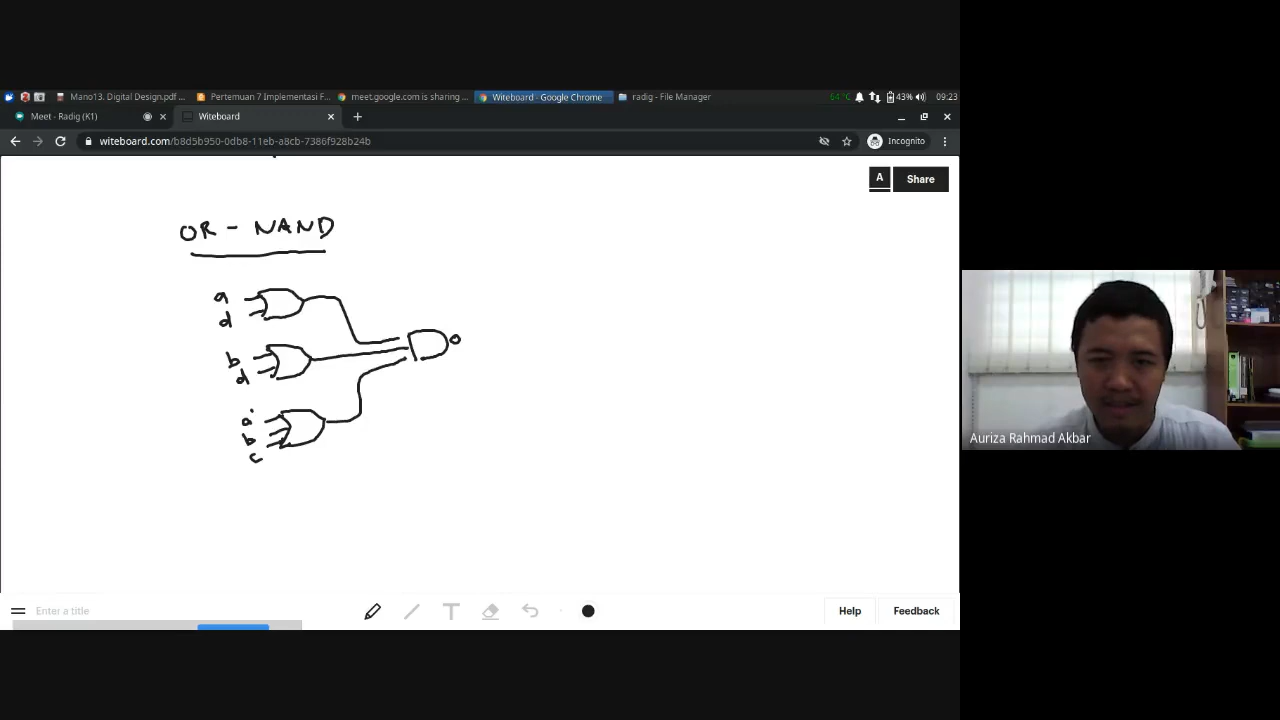 Mano13. Digital Design.pdf ...
Pertemuan 7 Implementasi F...
meet.google.com is sharing ...
Witeboard - Google Chrome
radig - File Manager
64°C
43%
09:23
Meet - Radig (K1)
Witeboard
witeboard.com/b8d5b950-0db8-11eb-a8cb-7386f928b24b
Incognito
A
Share
OR - NAND
a
d
b
d
a'
b
c
Auriza Rahmad Akbar
Enter a title
T
Help
Feedback